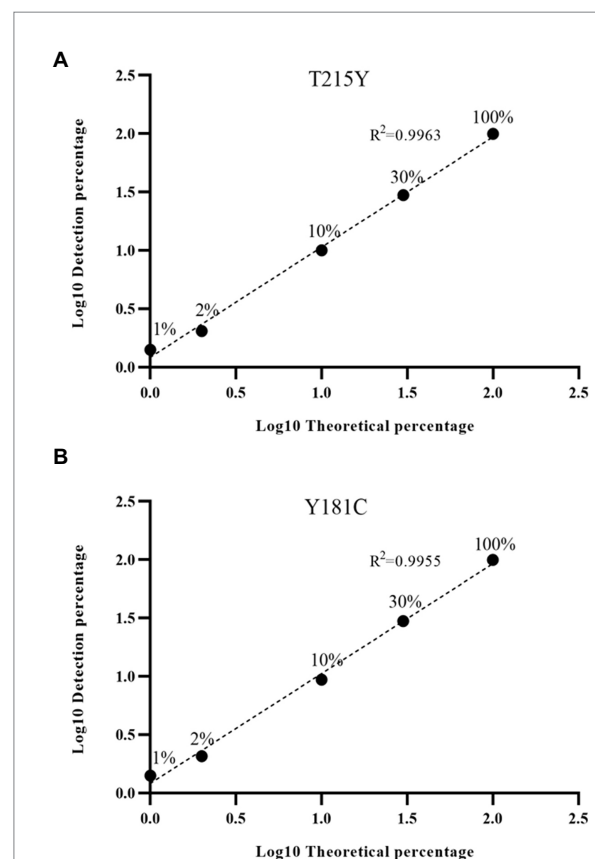 A
T215Y
2.5
2.0
1.5
1.0
0.5
0.0
Log10 Detection percentage
R²=0.9963
1%
2%
10%
30%
100%
0.0 0.5 1.0 1.5 2.0 2.5
Log10 Theoretical percentage
B
Y181C
2.5
2.0
1.5
1.0
0.5
0.0
Log10 Detection percentage
R²=0.9955
1%
2%
10%
30%
100%
0.0 0.5 1.0 1.5 2.0 2.5
Log10 Theoretical percentage